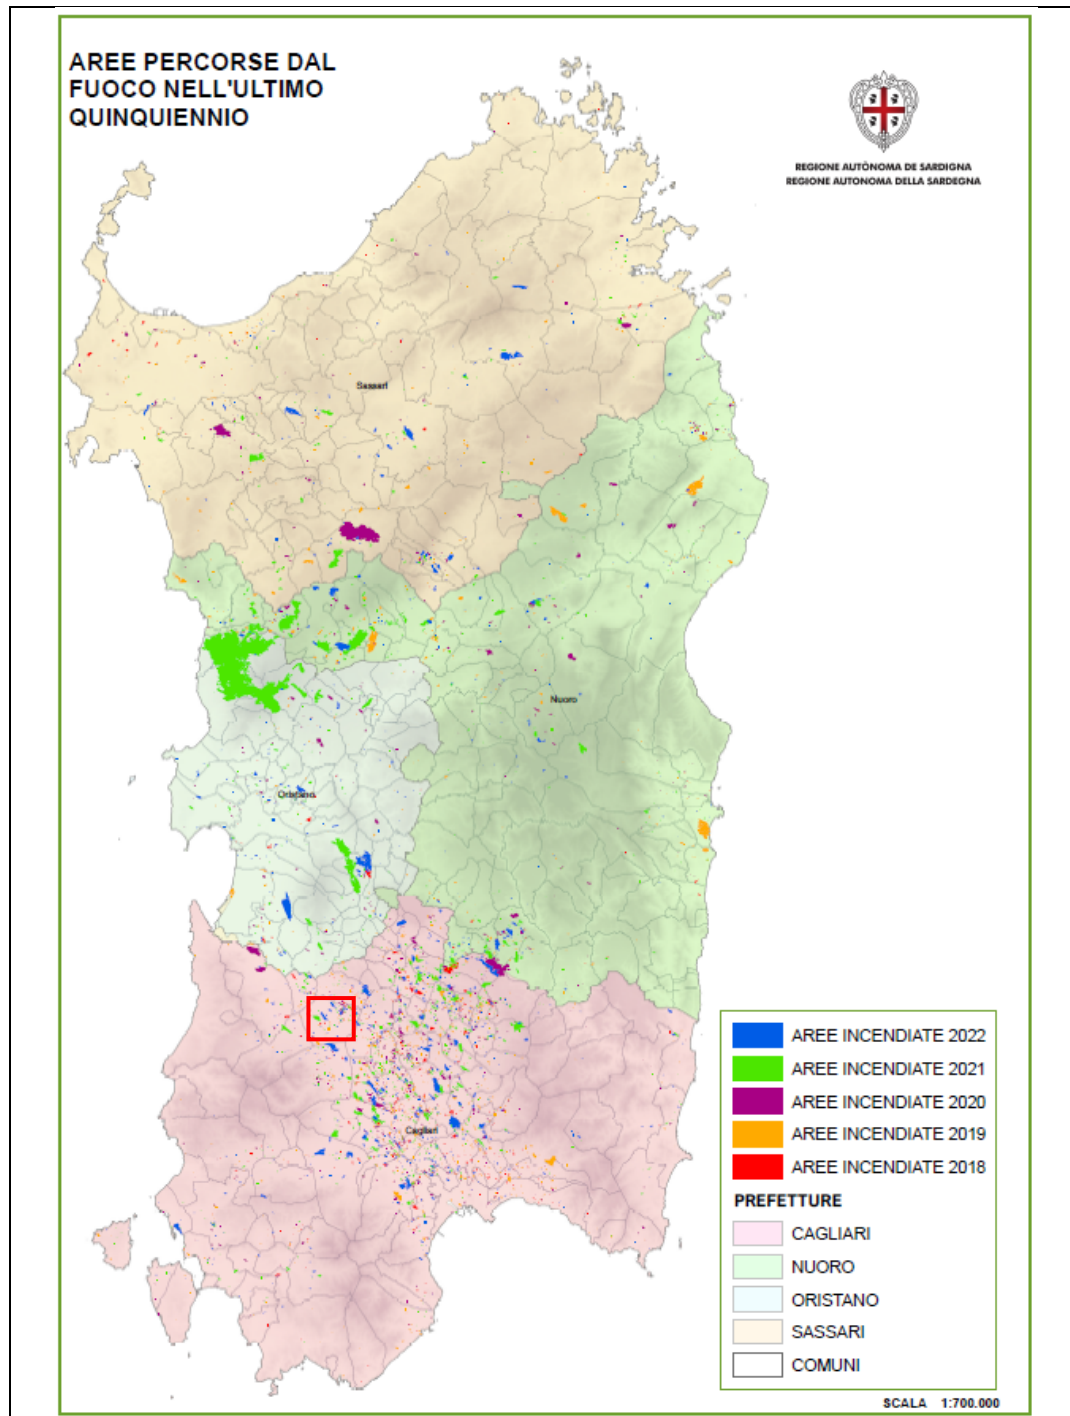 AREE PERCORSE DAL
FUOCO NELL'ULTIMO
QUINQUIENNIO
REGIONE AUTÒNOMA DE SARDIGNA
REGIONE AUTONOMA DELLA SARDEGNA
Sassari
Nuoro
Oristano
Cagliari
AREE INCENDIATE 2022
AREE INCENDIATE 2021
AREE INCENDIATE 2020
AREE INCENDIATE 2019
AREE INCENDIATE 2018
PREFETTURE
CAGLIARI
NUORO
ORISTANO
SASSARI
COMUNI
SCALA 1:700.000